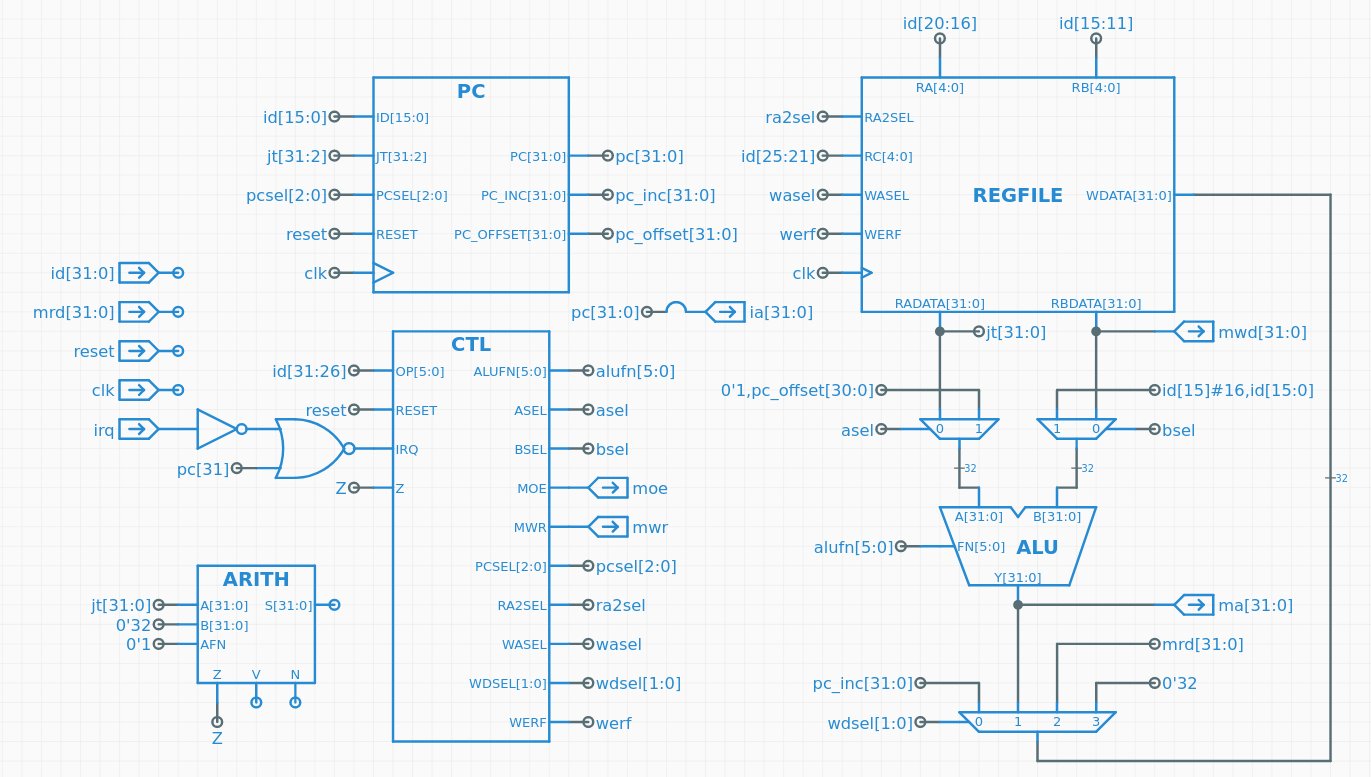 id[20:16] id[15:11]
PC
RA[4:0] RB[4:0]
id[15:0] ID[15:0]
jt[31:2] JT[31:2] PC[31:0] pc[31:0]
pcsel[2:0] PCSEL[2:0] PC_INC[31:0] pc_inc[31:0]
reset RESET PC_OFFSET[31:0] pc_offset[31:0]
clk
ra2sel RA2SEL
id[25:21] RC[4:0]
wasel WASEL REGFILE WDATA[31:0]
werf WERF
clk
RADATA[31:0] RBDATA[31:0]
id[31:0]
mrd[31:0]
reset
clk
irq
pc[31]
pc[31:0] ia[31:0]
jt[31:0] mwd[31:0]
CTL
id[31:26] OP[5:0] ALUFN[5:0] alufn[5:0]
reset RESET ASEL asel
IRQ BSEL bsel
Z Z MOE moe
MWR mwr
PCSEL[2:0] pcsel[2:0]
RA2SEL ra2sel
WASEL wasel
WDSEL[1:0] wdsel[1:0]
WERF werf
0'1,pc_offset[30:0] id[15]#16,id[15:0]
asel 0 1 1 0 bsel
32 32
32
A[31:0] B[31:0]
alufn[5:0] FN[5:0] ALU
Y[31:0]
ma[31:0]
mrd[31:0]
pc_inc[31:0] 0'32
wdsel[1:0] 0 1 2 3
ARITH
jt[31:0] A[31:0] S[31:0]
0'32 B[31:0]
0'1 AFN
Z V N
Z